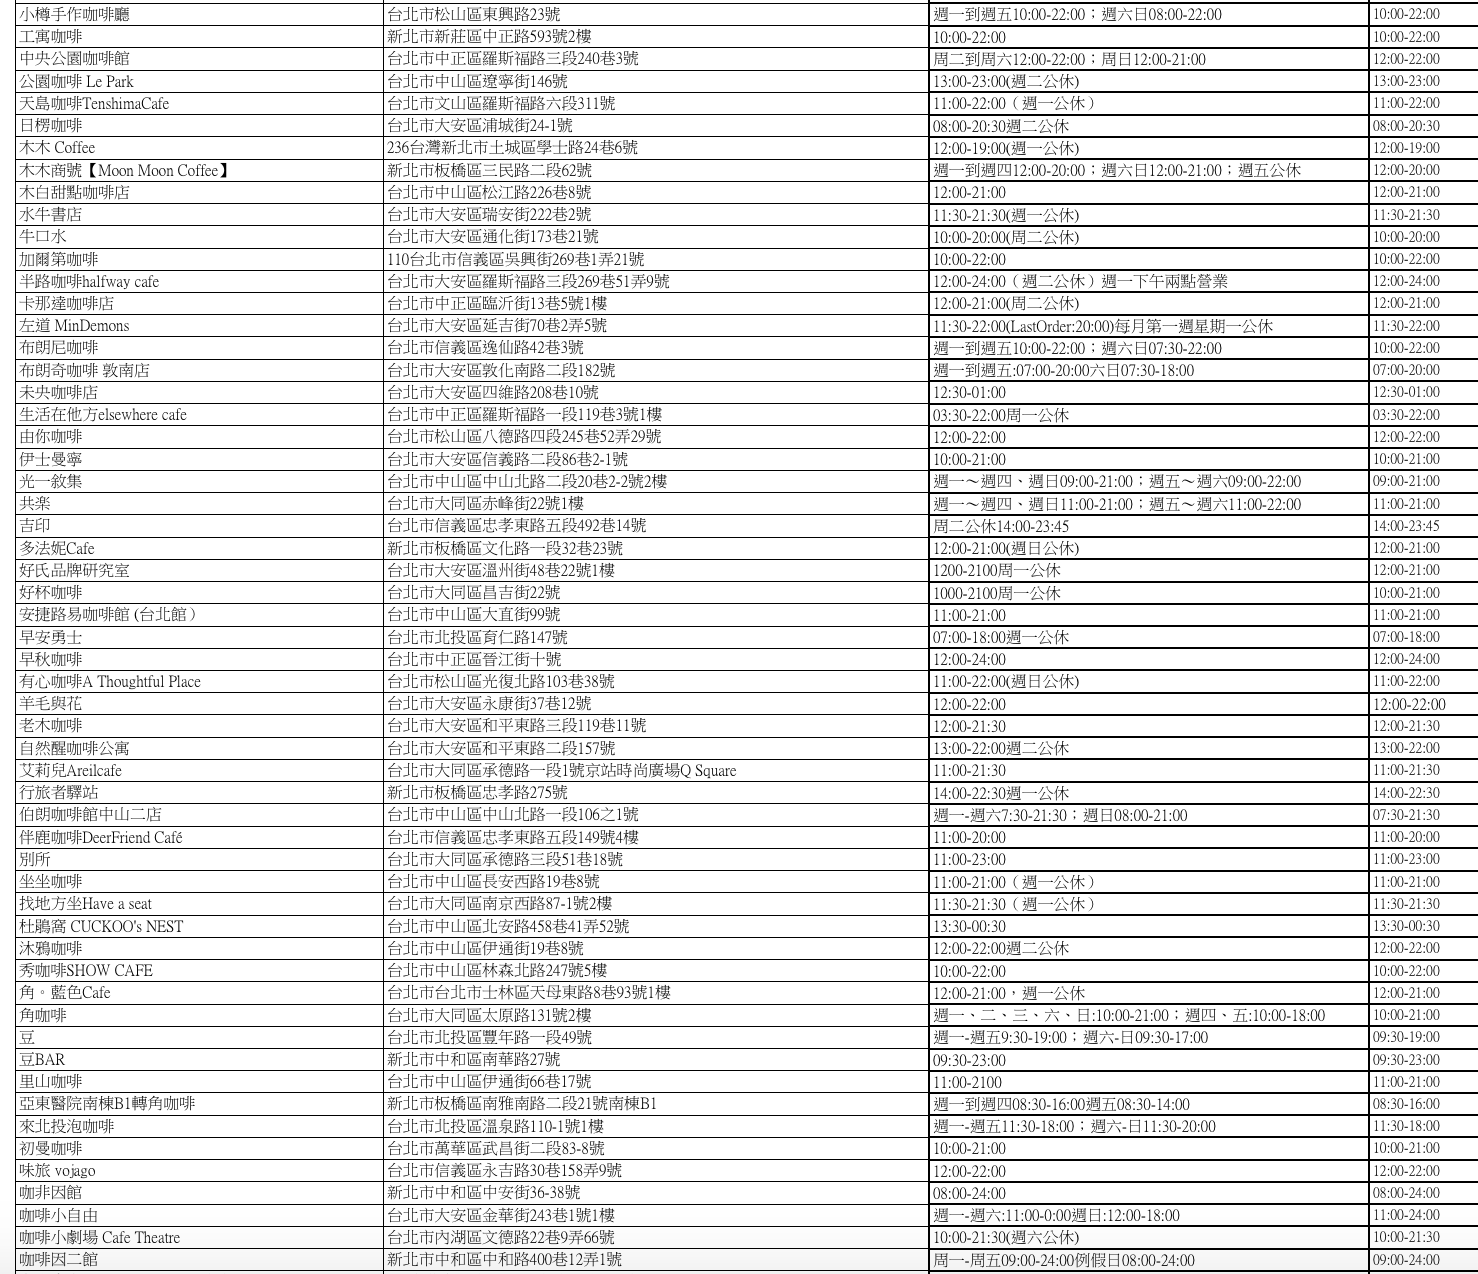 小樽手作咖啡廳 台北市松山區東興路23號 週一到週五10:00-22:00；週六日08:00-22:00 10:00-22:00
工寓咖啡 新北市新莊區中正路593號2樓 10:00-22:00 10:00-22:00
中央公園咖啡館 台北市中正區羅斯福路三段240巷3號 周二到周六12:00-22:00；周日12:00-21:00 12:00-22:00
公園咖啡 Le Park 台北市中山區遼寧街146號 13:00-23:00(週二公休) 13:00-23:00
天島咖啡TenshimaCafe 台北市文山區羅斯福路六段311號 11:00-22:00（週一公休） 11:00-22:00
日楞咖啡 台北市大安區浦城街24-1號 08:00-20:30週二公休 08:00-20:30
木木 Coffee 236台灣新北市土城區學士路24巷6號 12:00-19:00(週一公休) 12:00-19:00
木木商號【Moon Moon Coffee】 新北市板橋區三民路二段62號 週一到週四12:00-20:00；週六日12:00-21:00；週五公休 12:00-20:00
木白甜點咖啡店 台北市中山區松江路226巷8號 12:00-21:00 12:00-21:00
水牛書店 台北市大安區瑞安街222巷2號 11:30-21:30(週一公休) 11:30-21:30
牛口水 台北市大安區通化街173巷21號 10:00-20:00(周二公休) 10:00-20:00
加爾第咖啡 110台北市信義區吳興街269巷1弄21號 10:00-22:00 10:00-22:00
半路咖啡halfway cafe 台北市大安區羅斯福路三段269巷51弄9號 12:00-24:00（週二公休）週一下午兩點營業 12:00-24:00
卡那達咖啡店 台北市中正區臨沂街13巷5號1樓 12:00-21:00(周二公休) 12:00-21:00
左道 MinDemons 台北市大安區延吉街70巷2弄5號 11:30-22:00(LastOrder:20:00)每月第一週星期一公休 11:30-22:00
布朗尼咖啡 台北市信義區逸仙路42巷3號 週一到週五10:00-22:00；週六日07:30-22:00 10:00-22:00
布朗奇咖啡 敦南店 台北市大安區敦化南路二段182號 週一到週五:07:00-20:00六日07:30-18:00 07:00-20:00
未央咖啡店 台北市大安區四維路208巷10號 12:30-01:00 12:30-01:00
生活在他方elsewhere cafe 台北市中正區羅斯福路一段119巷3號1樓 03:30-22:00周一公休 03:30-22:00
由你咖啡 台北市松山區八德路四段245巷52弄29號 12:00-22:00 12:00-22:00
伊士曼寧 台北市大安區信義路二段86巷2-1號 10:00-21:00 10:00-21:00
光一敘集 台北市中山區中山北路二段20巷2-2號2樓 週一～週四、週日09:00-21:00；週五～週六09:00-22:00 09:00-21:00
共楽 台北市大同區赤峰街22號1樓 週一～週四、週日11:00-21:00；週五～週六11:00-22:00 11:00-21:00
吉印 台北市信義區忠孝東路五段492巷14號 周二公休14:00-23:45 14:00-23:45
多法妮Cafe 新北市板橋區文化路一段32巷23號 12:00-21:00(週日公休) 12:00-21:00
好氏品牌研究室 台北市大安區溫州街48巷22號1樓 1200-2100周一公休 12:00-21:00
好杯咖啡 台北市大同區昌吉街22號 1000-2100周一公休 10:00-21:00
安捷路易咖啡館 (台北館） 台北市中山區大直街99號 11:00-21:00 11:00-21:00
早安勇士 台北市北投區育仁路147號 07:00-18:00週一公休 07:00-18:00
早秋咖啡 台北市中正區晉江街十號 12:00-24:00 12:00-24:00
有心咖啡A Thoughtful Place 台北市松山區光復北路103巷38號 11:00-22:00(週日公休) 11:00-22:00
羊毛與花 台北市大安區永康街37巷12號 12:00-22:00 12:00-22:00
老木咖啡 台北市大安區和平東路三段119巷11號 12:00-21:30 12:00-21:30
自然醒咖啡公寓 台北市大安區和平東路二段157號 13:00-22:00週二公休 13:00-22:00
艾莉兒Areilcafe 台北市大同區承德路一段1號京站時尚廣場Q Square 11:00-21:30 11:00-21:30
行旅者驛站 新北市板橋區忠孝路275號 14:00-22:30週一公休 14:00-22:30
伯朗咖啡館中山二店 台北市中山區中山北路一段106之1號 週一-週六7:30-21:30；週日08:00-21:00 07:30-21:30
伴鹿咖啡DeerFriend Café 台北市信義區忠孝東路五段149號4樓 11:00-20:00 11:00-20:00
別所 台北市大同區承德路三段51巷18號 11:00-23:00 11:00-23:00
坐坐咖啡 台北市中山區長安西路19巷8號 11:00-21:00（週一公休） 11:00-21:00
找地方坐Have a seat 台北市大同區南京西路87-1號2樓 11:30-21:30（週一公休） 11:30-21:30
杜鵑窩 CUCKOO's NEST 台北市中山區北安路458巷41弄52號 13:30-00:30 13:30-00:30
沐鴉咖啡 台北市中山區伊通街19巷8號 12:00-22:00週二公休 12:00-22:00
秀咖啡SHOW CAFE 台北市中山區林森北路247號5樓 10:00-22:00 10:00-22:00
角。藍色Cafe 台北市台北市士林區天母東路8巷93號1樓 12:00-21:00，週一公休 12:00-21:00
角咖啡 台北市大同區太原路131號2樓 週一、二、三、六、日:10:00-21:00；週四、五:10:00-18:00 10:00-21:00
豆 台北市北投區豐年路一段49號 週一-週五9:30-19:00；週六-日09:30-17:00 09:30-19:00
豆BAR 新北市中和區南華路27號 09:30-23:00 09:30-23:00
里山咖啡 台北市中山區伊通街66巷17號 11:00-2100 11:00-21:00
亞東醫院南棟B1轉角咖啡 新北市板橋區南雅南路二段21號南棟B1 週一到週四08:30-16:00週五08:30-14:00 08:30-16:00
來北投泡咖啡 台北市北投區溫泉路110-1號1樓 週一-週五11:30-18:00；週六-日11:30-20:00 11:30-18:00
初曼咖啡 台北市萬華區武昌街二段83-8號 10:00-21:00 10:00-21:00
味旅 vojago 台北市信義區永吉路30巷158弄9號 12:00-22:00 12:00-22:00
咖非因館 新北市中和區中安街36-38號 08:00-24:00 08:00-24:00
咖啡小自由 台北市大安區金華街243巷1號1樓 週一-週六:11:00-0:00週日:12:00-18:00 11:00-24:00
咖啡小劇場 Cafe Theatre 台北市內湖區文德路22巷9弄66號 10:00-21:30(週六公休) 10:00-21:30
咖啡因二館 新北市中和區中和路400巷12弄1號 周一-周五09:00-24:00例假日08:00-24:00 09:00-24:00